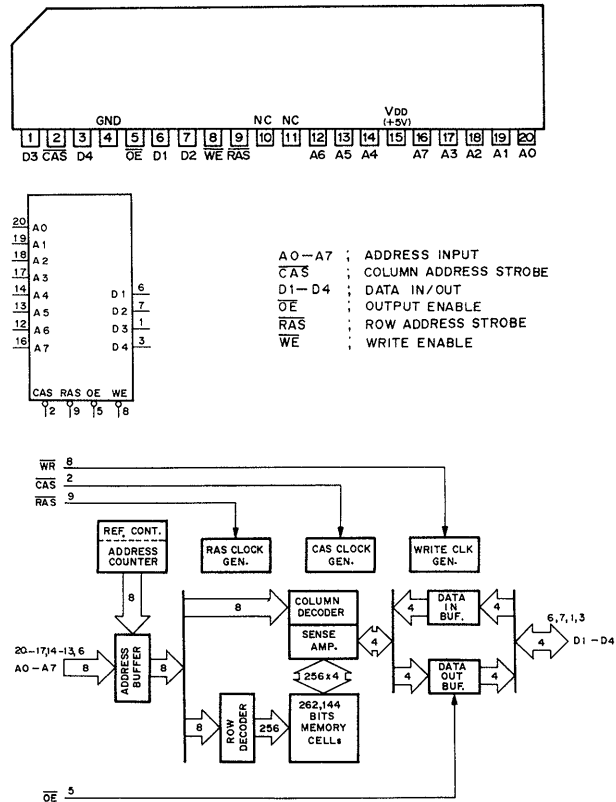 GND NC NC VDD
(+5V)
1 2 3 4 5 6 7 8 9 10 11 12 13 14 15 16 17 18 19 20
D3 CAS D4 OE D1 D2 WE RAS A6 A5 A4 A7 A3 A2 A1 A0
20 A0
19 A1
18 A2
17 A3
14 A4
13 A5
12 A6
16 A7
D1 6
D2 7
D3 1
D4 3
CAS RAS OE WE
2 9 5 8
A0-A7 ; ADDRESS INPUT
CAS ; COLUMN ADDRESS STROBE
D1-D4 ; DATA IN/OUT
OE ; OUTPUT ENABLE
RAS ; ROW ADDRESS STROBE
WE ; WRITE ENABLE
WR 8
CAS 2
RAS 9
REF. CONT.
ADDRESS
COUNTER
RAS CLOCK
GEN.
CAS CLOCK
GEN.
WRITE CLK
GEN.
8
20-17,14-13,6
A0-A7
8
ADDRESS
BUFFER
8
8
COLUMN
DECODER
SENSE
AMP.
4
4
DATA
IN
BUF.
4
6,7,1,3
4
D1-D4
256x4
4
DATA
OUT
BUF.
4
8
ROW
DECODER
256
262,144
BITS
MEMORY
CELLs
OE 5